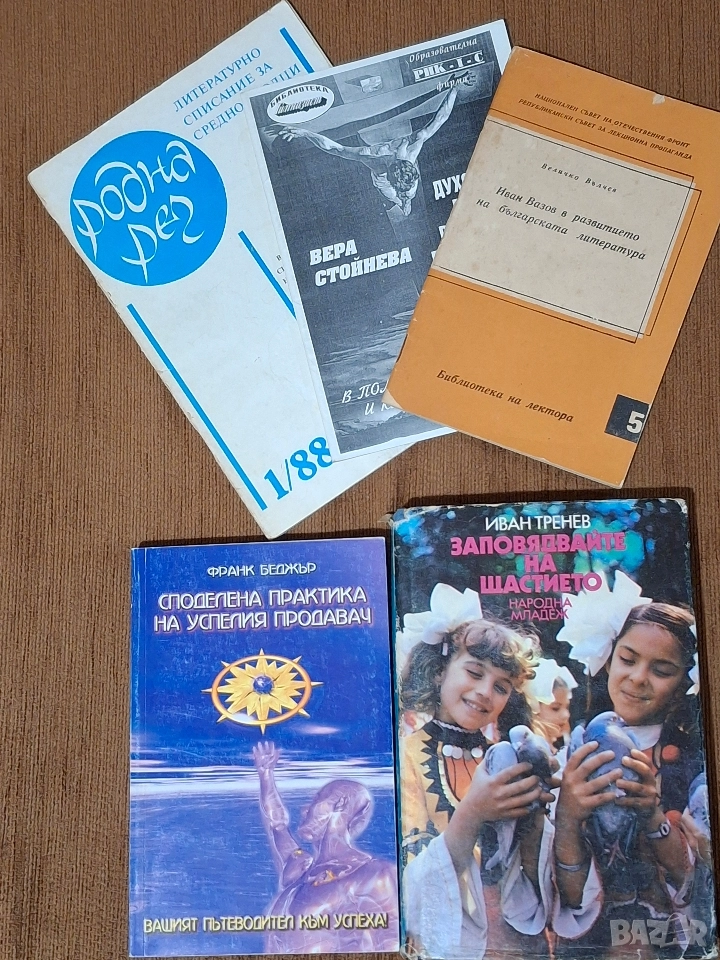 ЛИТЕРАТУРНО
СПИСАНИЕ ЗА
СРЕДНО
родна
реч
1/88
БИБЛИОТЕКА
Образователна
РИК - I - С
фирма
ВЕРА
СТОЙНЕВА
И
НАЦИОНАЛЕН СЪВЕТ НА ОТЕЧЕСТВЕНИЯ ФРОНТ
РЕПУБЛИКАНСКИ СЪВЕТ ЗА ЛЕКЦИОННА ПРОПАГАНДА
Величко Вълчев
Иван Вазов в развитието
на българската литература
Библиотека на лектора
5
ФРАНК БЕДЖЪР
СПОДЕЛЕНА ПРАКТИКА
НА УСПЕЛИЯ ПРОДАВАЧ
ВАШИЯТ ПЪТЕВОДИТЕЛ КЪМ УСПЕХА!
ИВАН ТРЕНЕВ
ЗАПОВЯДВАЙТЕ
НА
ЩАСТИЕТО
НАРОДНА
МЛАДЕЖ
BAZAR